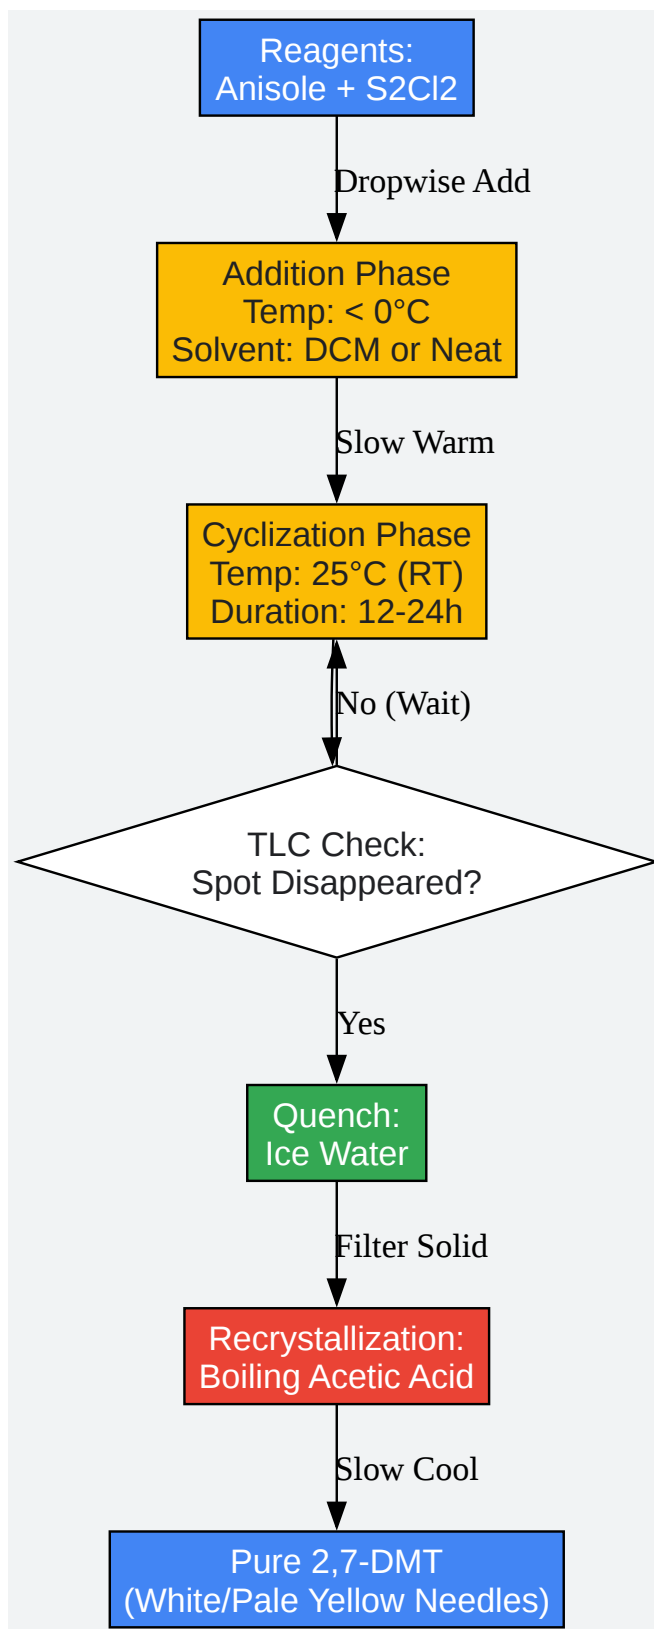 Reagents:
Anisole + S2Cl2
Dropwise Add
Addition Phase
Temp: < 0°C
Solvent: DCM or Neat
Slow Warm
Cyclization Phase
Temp: 25°C (RT)
Duration: 12-24h
No (Wait)
TLC Check:
Spot Disappeared?
Yes
Quench:
Ice Water
Filter Solid
Recrystallization:
Boiling Acetic Acid
Slow Cool
Pure 2,7-DMT
(White/Pale Yellow Needles)